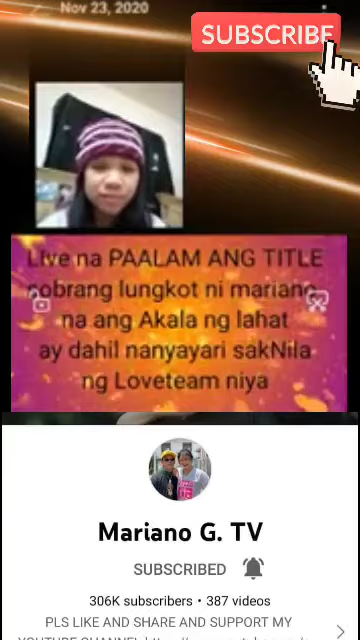 Nov 23, 2020
SUBSCRIBE
Live na PAALAM ANG TITLE
sobrang lungkot ni mariano
na ang Akala ng lahat
ay dahil nanyayari sakNila
ng Loveteam niya
Mariano G. TV
SUBSCRIBED
306K subscribers • 387 videos
PLS LIKE AND SHARE AND SUPPORT MY
YOUTUBE CHANNEL